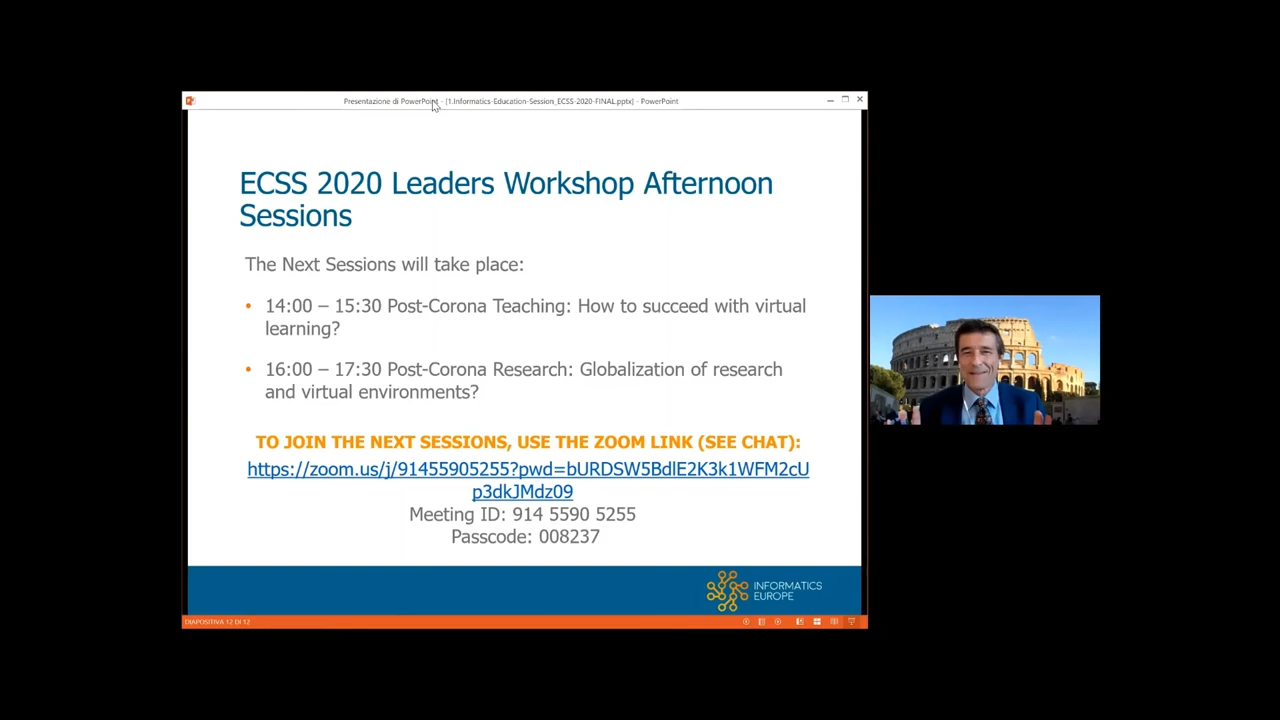 Presentazione di PowerPoint - [1.Informatics-Education-Session_ECSS-2020-FINAL.pptx] - PowerPoint
ECSS 2020 Leaders Workshop Afternoon
Sessions
The Next Sessions will take place:
• 14:00 – 15:30 Post-Corona Teaching: How to succeed with virtual
learning?
• 16:00 – 17:30 Post-Corona Research: Globalization of research
and virtual environments?
TO JOIN THE NEXT SESSIONS, USE THE ZOOM LINK (SEE CHAT):
https://zoom.us/j/91455905255?pwd=bURDSW5BdlE2K3k1WFM2cU
p3dkJMdz09
Meeting ID: 914 5590 5255
Passcode: 008237
INFORMATICS
EUROPE
DIAPOSITIVA 12 DI 12